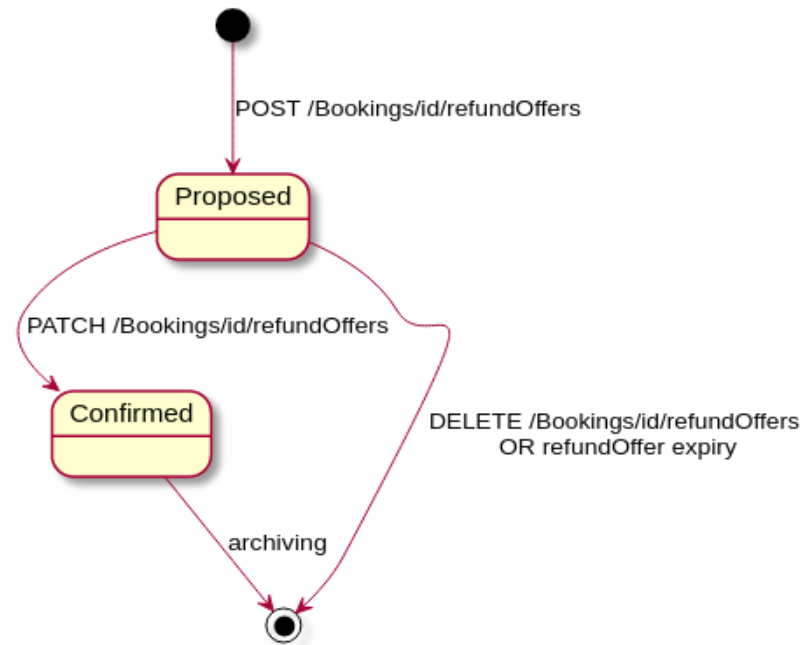 POST /Bookings/id/refundOffers
Proposed
PATCH /Bookings/id/refundOffers
Confirmed
DELETE /Bookings/id/refundOffers
OR refundOffer expiry
archiving